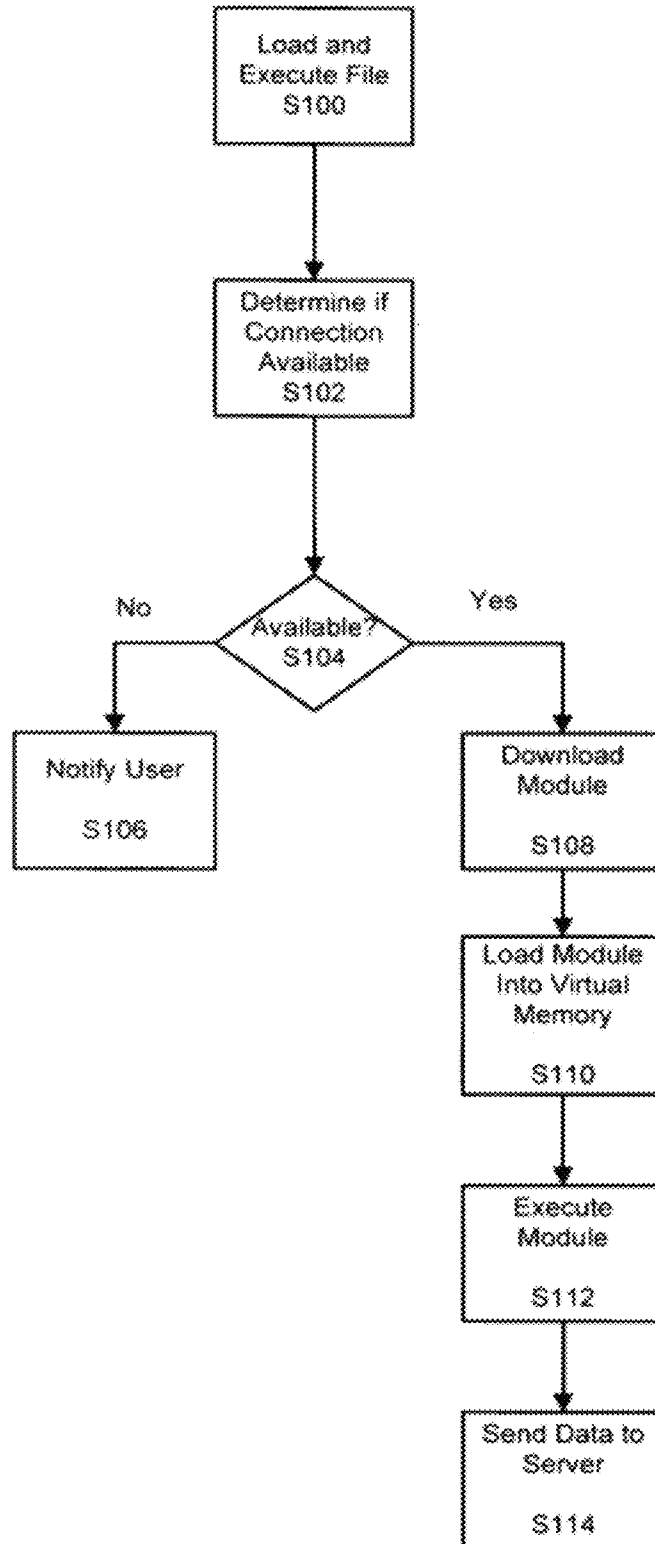 Load and
Execute File
S100
Determine if
Connection
Available
S102
Available?
S104
No
Yes
Notify User
S106
Download
Module
S108
Load Module
Into Virtual
Memory
S110
Execute
Module
S112
Send Data to
Server
S114